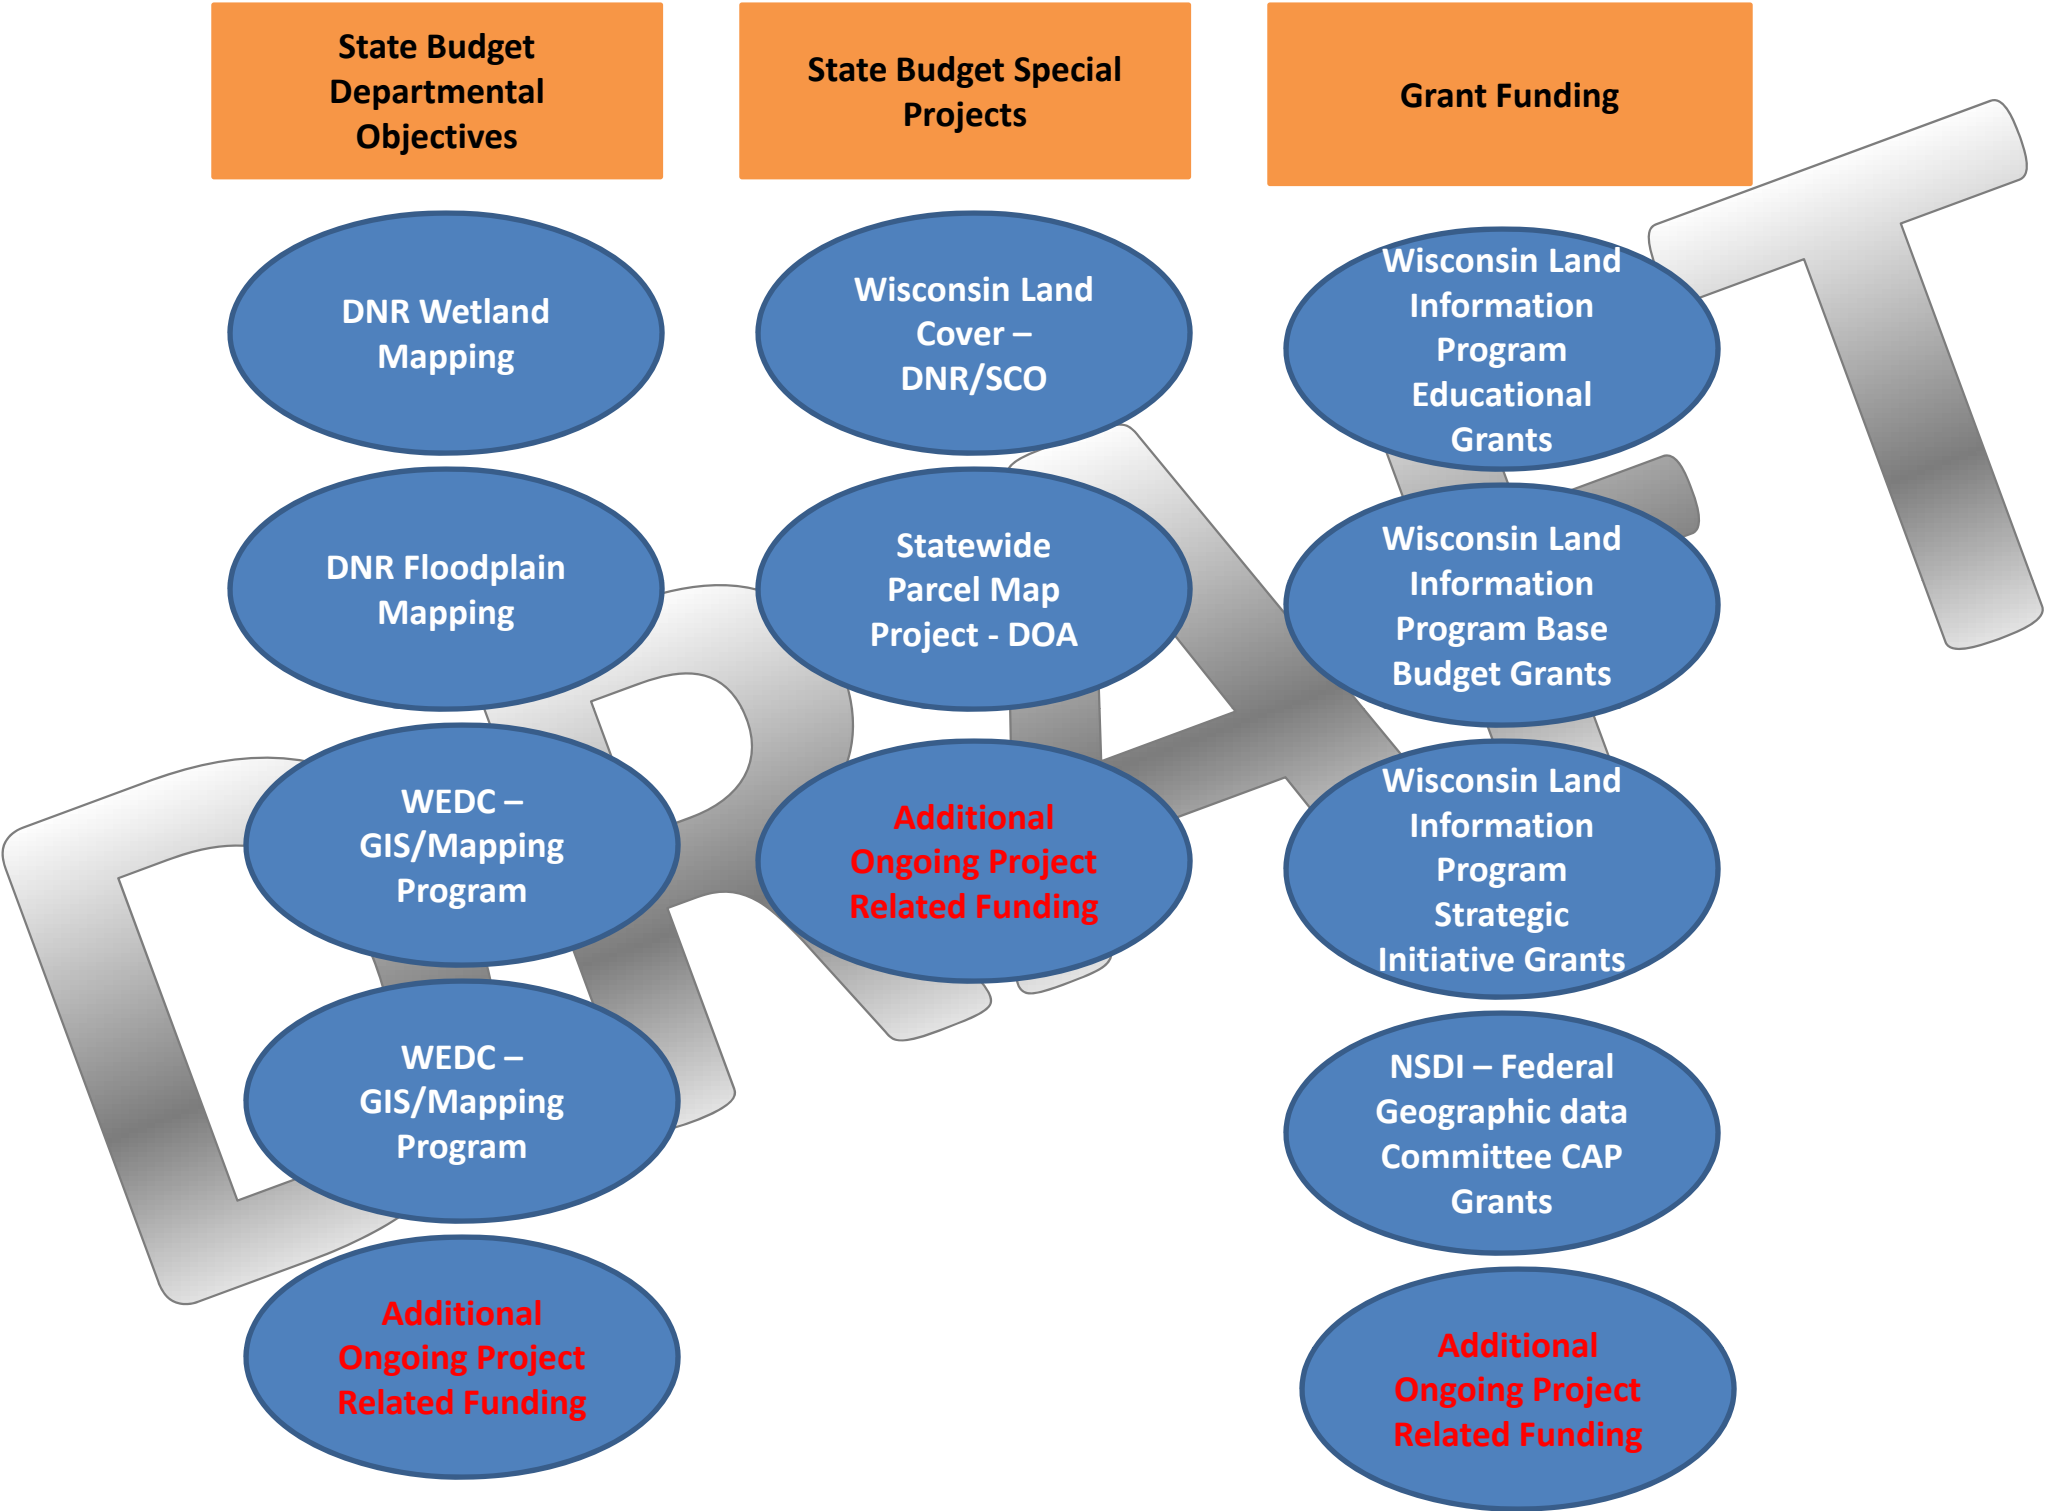 State Budget
Departmental
Objectives
State Budget Special
Projects
Grant Funding
DNR Wetland
Mapping
DNR Floodplain
Mapping
WEDC –
GIS/Mapping
Program
WEDC –
GIS/Mapping
Program
Additional
Ongoing Project
Related Funding
Wisconsin Land
Cover –
DNR/SCO
Statewide
Parcel Map
Project - DOA
Additional
Ongoing Project
Related Funding
Wisconsin Land
Information
Program
Educational
Grants
Wisconsin Land
Information
Program Base
Budget Grants
Wisconsin Land
Information
Program
Strategic
Initiative Grants
NSDI – Federal
Geographic data
Committee CAP
Grants
Additional
Ongoing Project
Related Funding
DRAFT